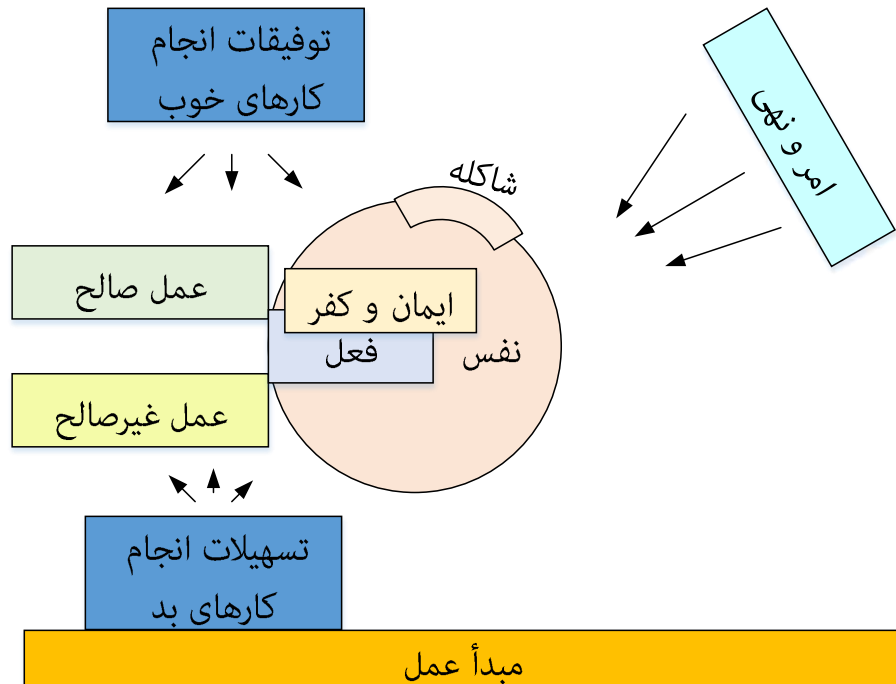 توفیقات انجام
کارهای خوب
امر و نهی
شاکله
عمل صالح
ایمان و کفر
فعل
نفس
عمل غیرصالح
تسهیلات انجام
کارهای بد
مبدأ عمل